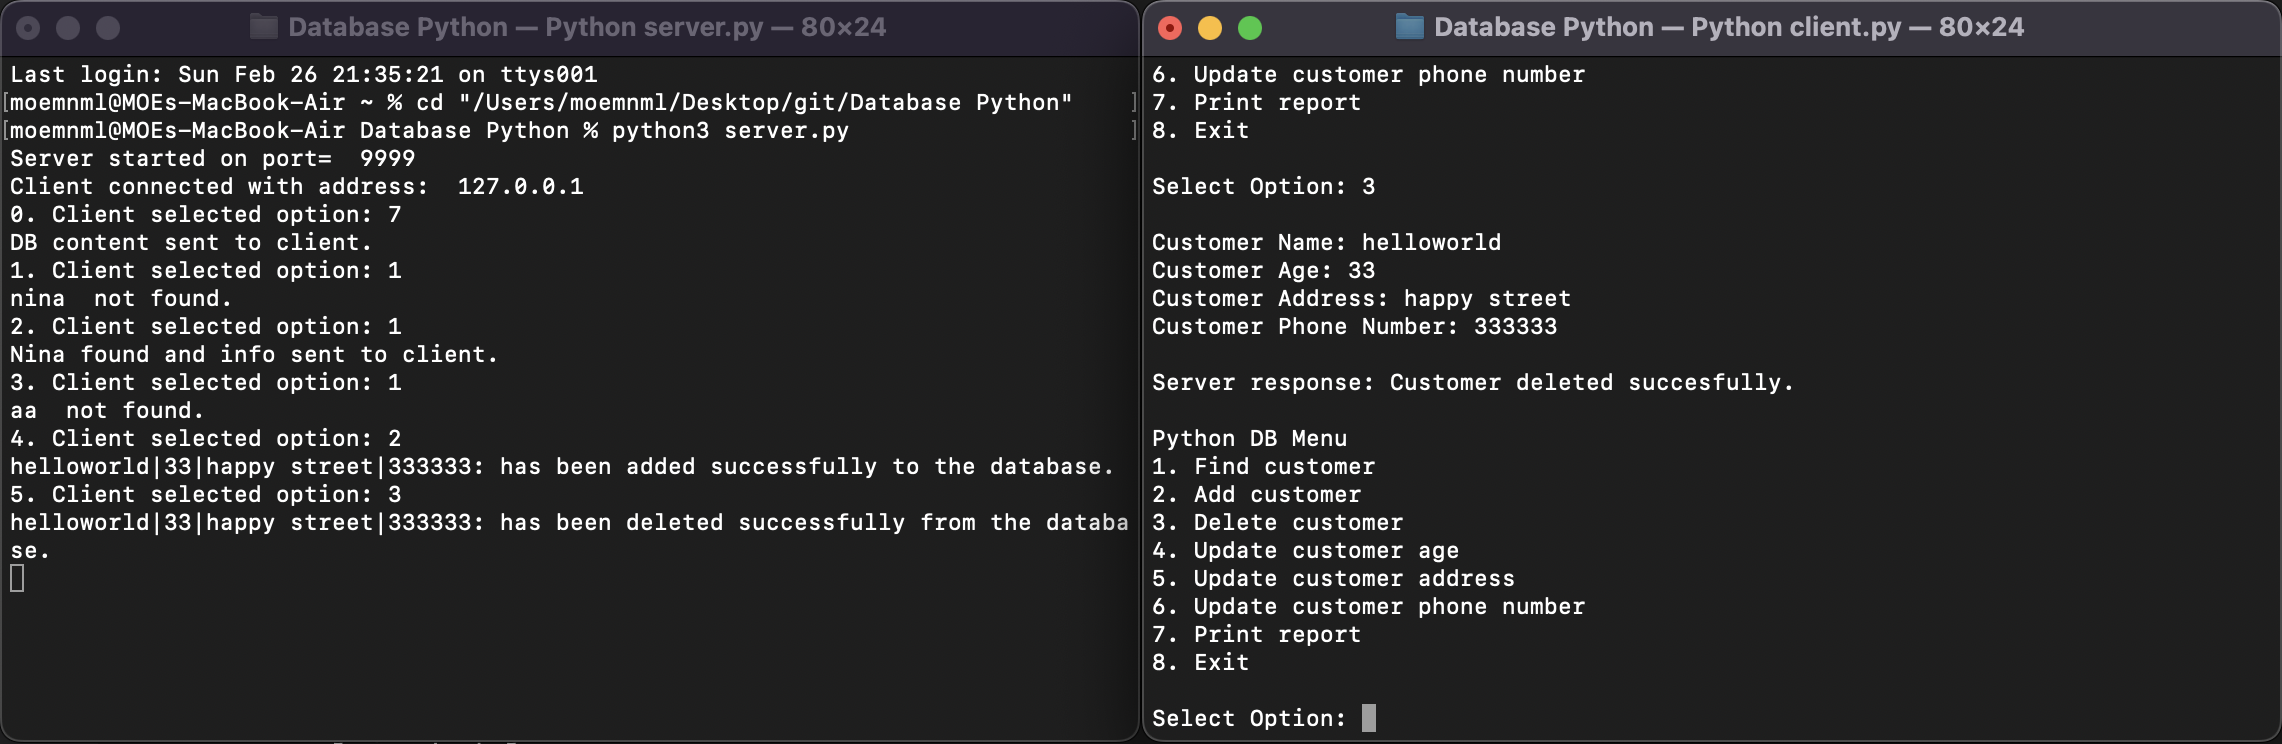 Database Python — Python server.py — 80×24
Last login: Sun Feb 26 21:35:21 on ttys001
[moemnml@MOEs-MacBook-Air ~ % cd "/Users/moemnml/Desktop/git/Database Python" ]
[moemnml@MOEs-MacBook-Air Database Python % python3 server.py ]
Server started on port=  9999
Client connected with address:  127.0.0.1
0. Client selected option: 7
DB content sent to client.
1. Client selected option: 1
nina  not found.
2. Client selected option: 1
Nina found and info sent to client.
3. Client selected option: 1
aa  not found.
4. Client selected option: 2
helloworld|33|happy street|333333: has been added successfully to the database.
5. Client selected option: 3
helloworld|33|happy street|333333: has been deleted successfully from the databa
se.
Database Python — Python client.py — 80×24
6. Update customer phone number
7. Print report
8. Exit
Select Option: 3
Customer Name: helloworld
Customer Age: 33
Customer Address: happy street
Customer Phone Number: 333333
Server response: Customer deleted succesfully.
Python DB Menu
1. Find customer
2. Add customer
3. Delete customer
4. Update customer age
5. Update customer address
6. Update customer phone number
7. Print report
8. Exit
Select Option: